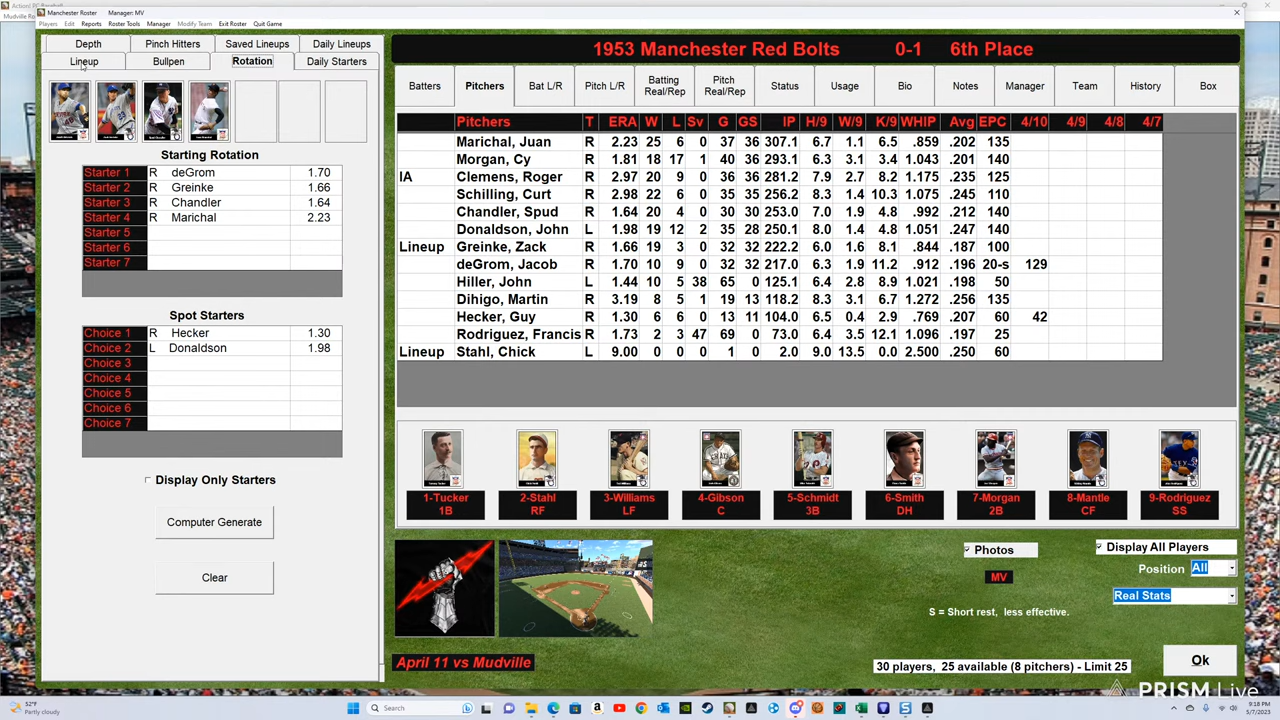 Action! PC Baseball
Mudville Ro
Manchester Roster Manager: MV
Players Edit Reports Roster Tools Manager Modify Team Exit Roster Quit Game
Depth Pinch Hitters Saved Lineups Daily Lineups
Lineup Bullpen Rotation Daily Starters
Starting Rotation
Starter 1 R deGrom 1.70
Starter 2 R Greinke 1.66
Starter 3 R Chandler 1.64
Starter 4 R Marichal 2.23
Starter 5
Starter 6
Starter 7
Spot Starters
Choice 1 R Hecker 1.30
Choice 2 L Donaldson 1.98
Choice 3
Choice 4
Choice 5
Choice 6
Choice 7
Display Only Starters
Computer Generate
Clear
1953 Manchester Red Bolts 0-1 6th Place
Batters Pitchers Bat L/R Pitch L/R Batting Real/Rep Pitch Real/Rep Status Usage Bio Notes Manager Team History Box
Pitchers T ERA W L Sv G GS IP H/9 W/9 K/9 WHIP Avg EPC 4/10 4/9 4/8 4/7
Marichal, Juan R 2.23 25 6 0 37 36 307.1 6.7 1.1 6.5 .859 .202 135
Morgan, Cy R 1.81 18 17 1 40 36 293.1 6.3 3.1 3.4 1.043 .201 140
IA Clemens, Roger R 2.97 20 9 0 36 36 281.2 7.9 2.7 8.2 1.175 .235 125
Schilling, Curt R 2.98 22 6 0 35 35 256.2 8.3 1.4 10.3 1.075 .245 110
Chandler, Spud R 1.64 20 4 0 30 30 253.0 7.0 1.9 4.8 .992 .212 140
Donaldson, John L 1.98 19 12 2 35 28 250.1 8.0 1.4 4.8 1.051 .247 140
Lineup Greinke, Zack R 1.66 19 3 0 32 32 222.2 6.0 1.6 8.1 .844 .187 100
deGrom, Jacob R 1.70 10 9 0 32 32 217.0 6.3 1.9 11.2 .912 .196 20-s 129
Hiller, John L 1.44 10 5 38 65 0 125.1 6.4 2.8 8.9 1.021 .198 50
Dihigo, Martin R 3.19 8 5 1 19 13 118.2 8.3 3.1 6.7 1.272 .256 135
Hecker, Guy R 1.30 6 6 0 13 11 104.0 6.5 0.4 2.9 .769 .207 60 42
Rodriguez, Francis R 1.73 2 3 47 69 0 73.0 6.4 3.5 12.1 1.096 .197 25
Lineup Stahl, Chick L 9.00 0 0 0 1 0 2.0 9.0 13.5 0.0 2.500 .250 60
1-Tucker 2-Stahl 3-Williams 4-Gibson 5-Schmidt 6-Smith 7-Morgan 8-Mantle 9-Rodriguez
1B RF LF C 3B DH 2B CF SS
Photos
Display All Players
MV
Position All
Real Stats
S = Short rest, less effective.
April 11 vs Mudville
30 players, 25 available (8 pitchers) - Limit 25
Ok
PRISM Live
52°F
Partly cloudy
Search
9:18 PM
5/7/2023